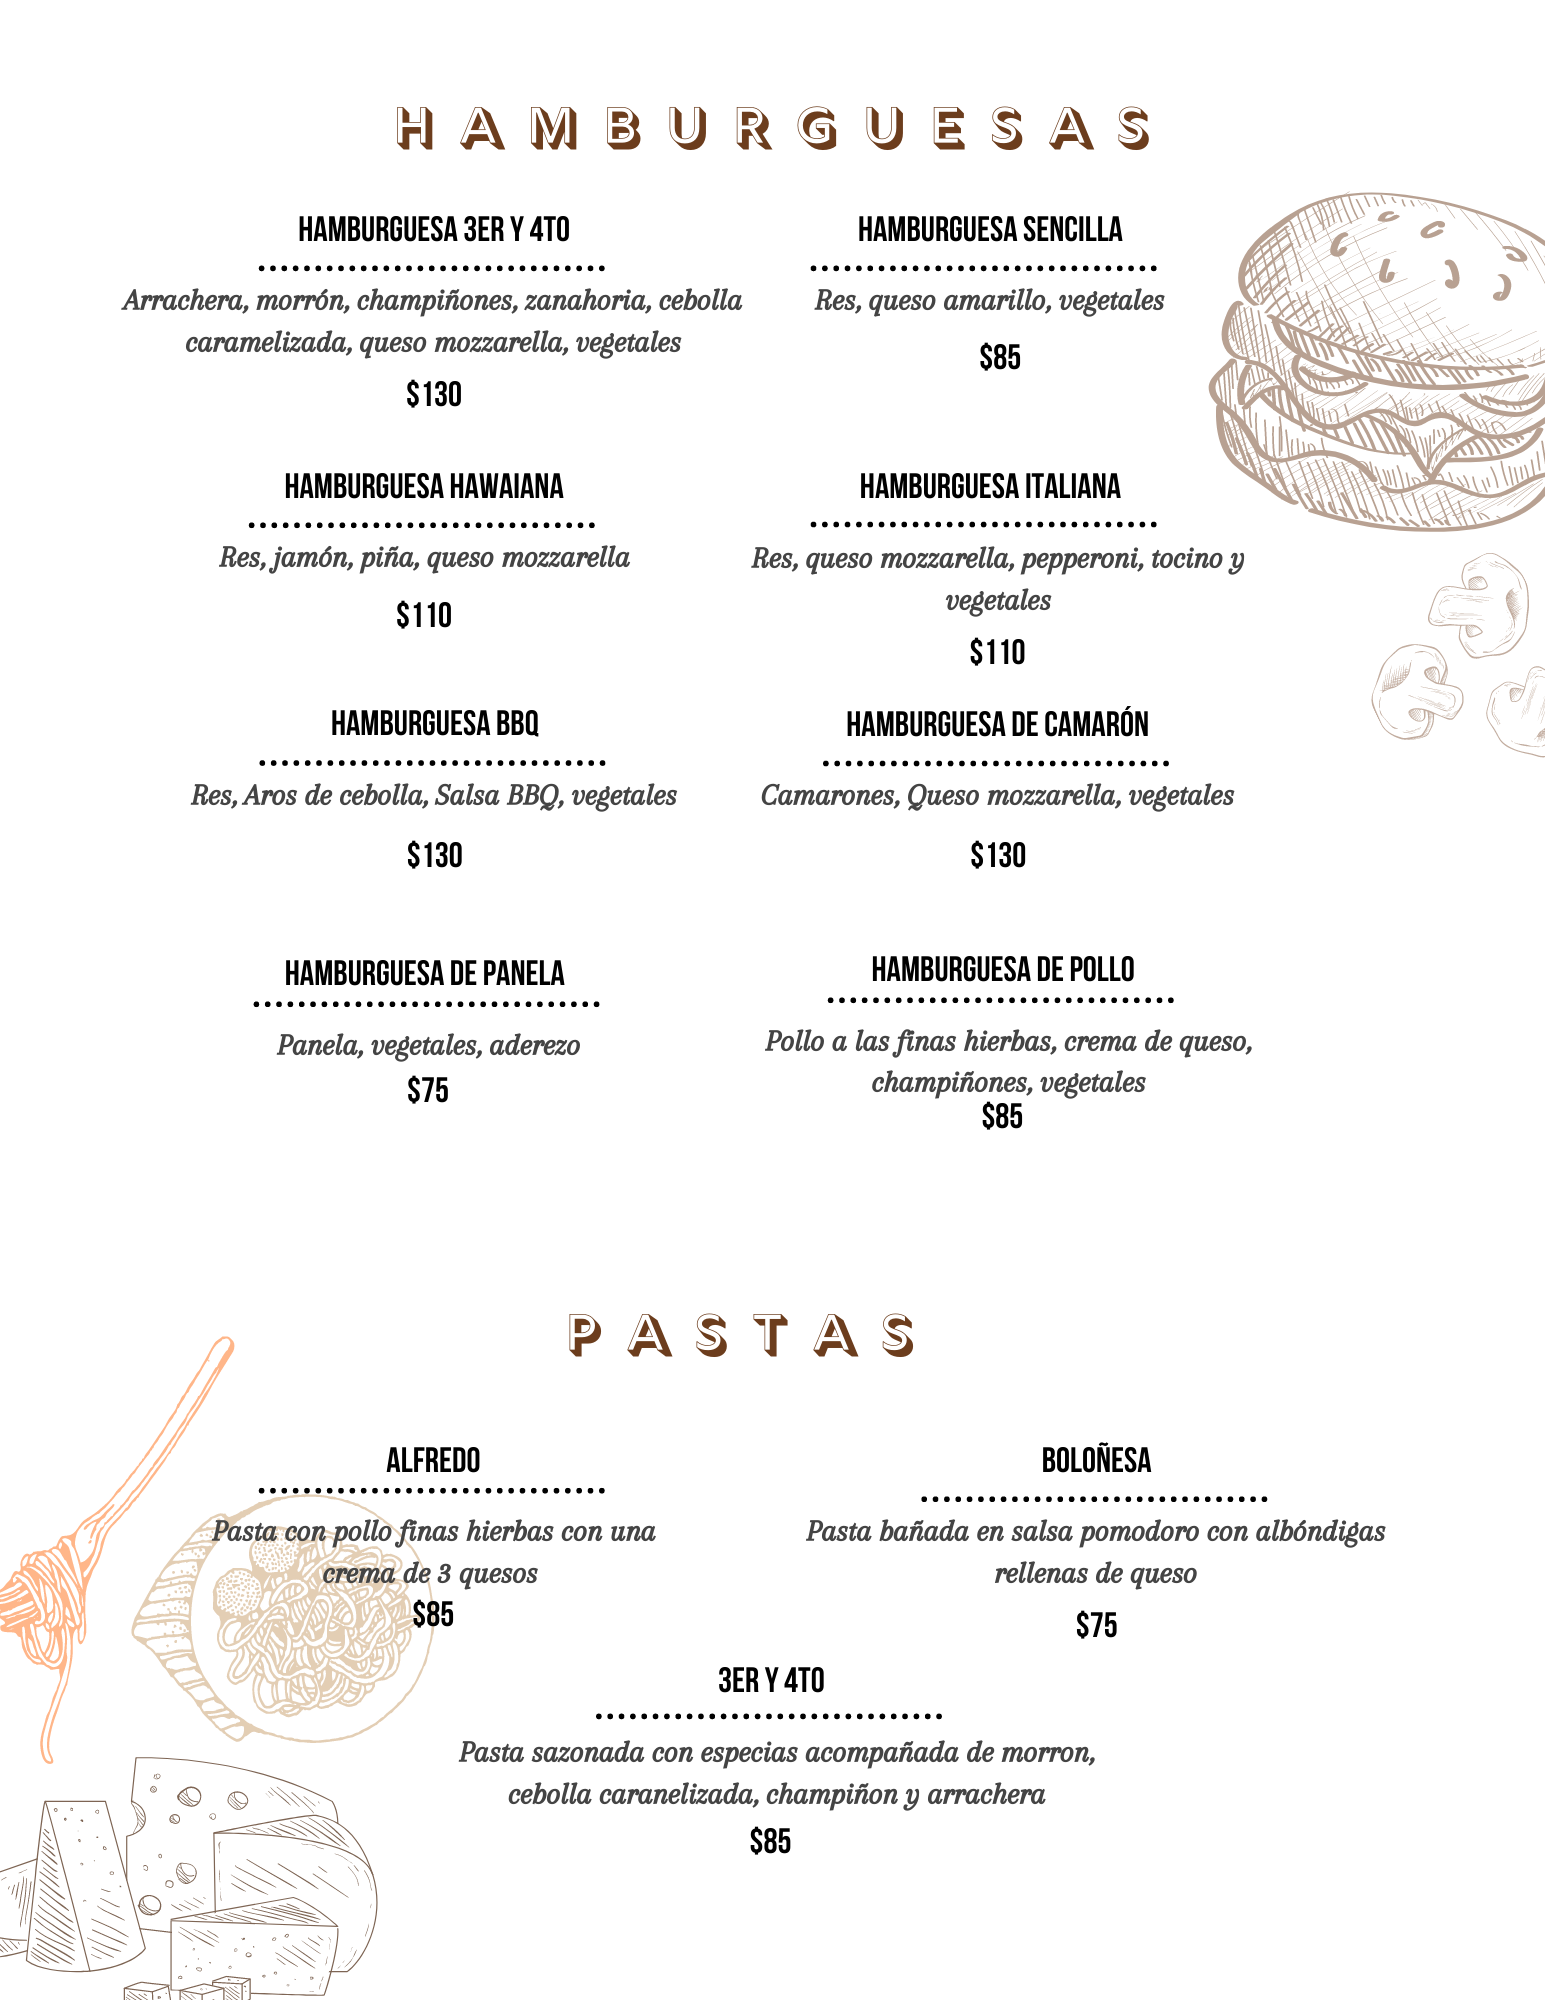 HAMBURGUESAS
HAMBURGUESA 3ER Y 4TO
Arrachera, morrón, champiñones, zanahoria, cebolla
caramelizada, queso mozzarella, vegetales
$130
HAMBURGUESA SENCILLA
Res, queso amarillo, vegetales
$85
HAMBURGUESA HAWAIANA
Res, jamón, piña, queso mozzarella
$110
HAMBURGUESA ITALIANA
Res, queso mozzarella, pepperoni, tocino y
vegetales
$110
HAMBURGUESA BBQ
Res, Aros de cebolla, Salsa BBQ, vegetales
$130
HAMBURGUESA DE CAMARÓN
Camarones, Queso mozzarella, vegetales
$130
HAMBURGUESA DE PANELA
Panela, vegetales, aderezo
$75
HAMBURGUESA DE POLLO
Pollo a las finas hierbas, crema de queso,
champiñones, vegetales
$85
PASTAS
ALFREDO
Pasta con pollo finas hierbas con una
crema de 3 quesos
$85
BOLOÑESA
Pasta bañada en salsa pomodoro con albóndigas
rellenas de queso
$75
3ER Y 4TO
Pasta sazonada con especias acompañada de morron,
cebolla caranelizada, champiñon y arrachera
$85